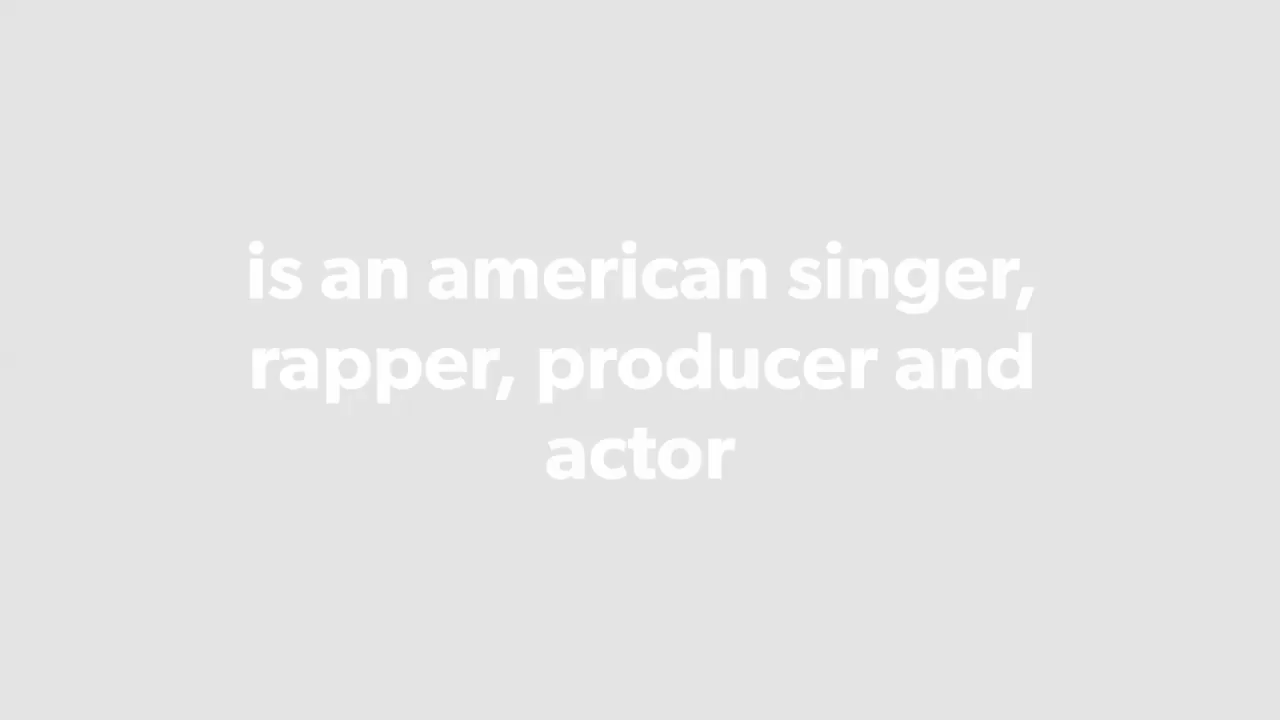 is an american singer,
rapper, producer and
actor